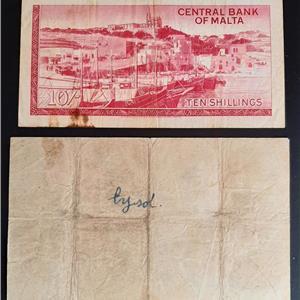 CENTRAL BANK
OF MALTA
10/-
TEN SHILLINGS